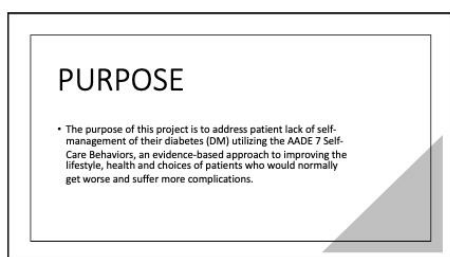 PURPOSE
• The purpose of this project is to address patient lack of self-
management of their diabetes (DM) utilizing the AADE 7 Self-
Care Behaviors, an evidence-based approach to improving the
lifestyle, health and choices of patients who would normally
get worse and suffer more complications.